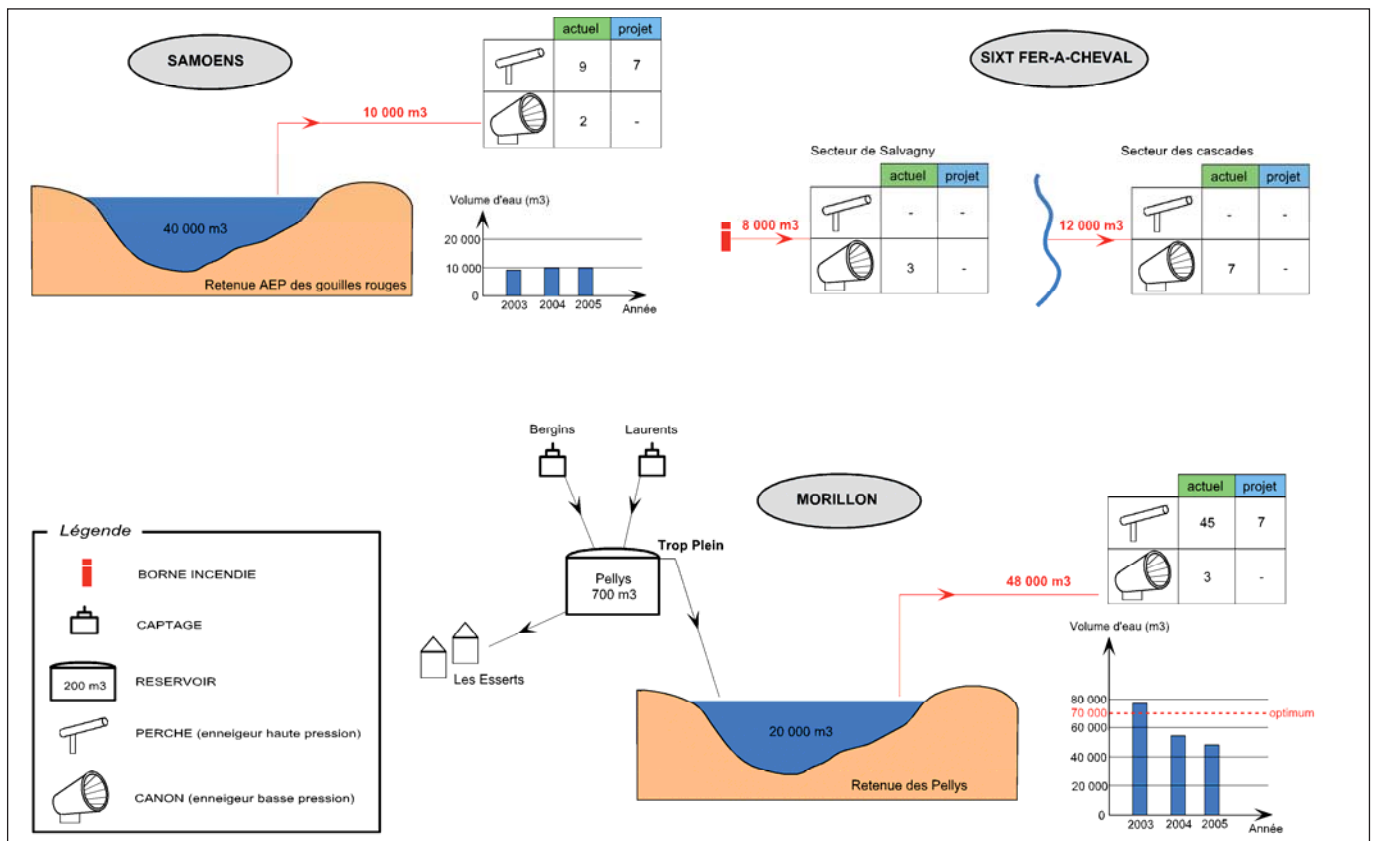 SAMOENS
actuel projet
9 7
2 -
10 000 m3
40 000 m3
Retenue AEP des gouilles rouges
Volume d'eau (m3)
20 000
10 000
0
2003 2004 2005
Année
SIXT FER-A-CHEVAL
Secteur de Salvagny
actuel projet
- -
3 -
8 000 m3
Secteur des cascades
actuel projet
- -
7 -
12 000 m3
Bergins Laurents
Pellys
700 m3
Trop Plein
Les Esserts
MORILLON
actuel projet
45 7
3 -
48 000 m3
20 000 m3
Retenue des Pellys
Volume d'eau (m3)
80 000
70 000 optimum
60 000
40 000
20 000
0
2003 2004 2005
Année
Légende
BORNE INCENDIE
CAPTAGE
200 m3 RESERVOIR
PERCHE (enneigeur haute pression)
CANON (enneigeur basse pression)